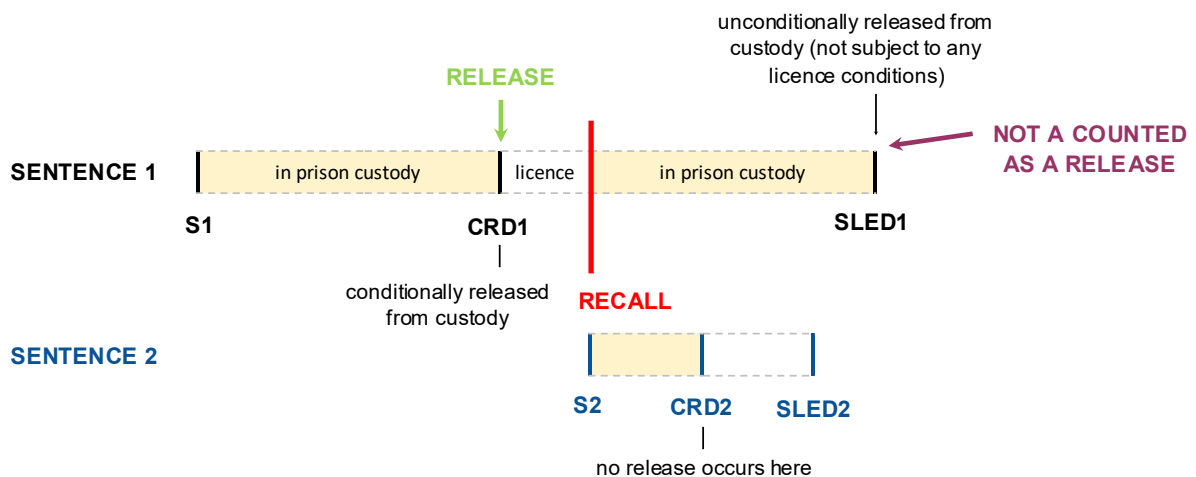 unconditionally released from
custody (not subject to any
licence conditions)
RELEASE
NOT A COUNTED
AS A RELEASE
SENTENCE 1
in prison custody
licence
in prison custody
S1
CRD1
SLED1
conditionally released
from custody
RECALL
SENTENCE 2
S2
CRD2
SLED2
no release occurs here